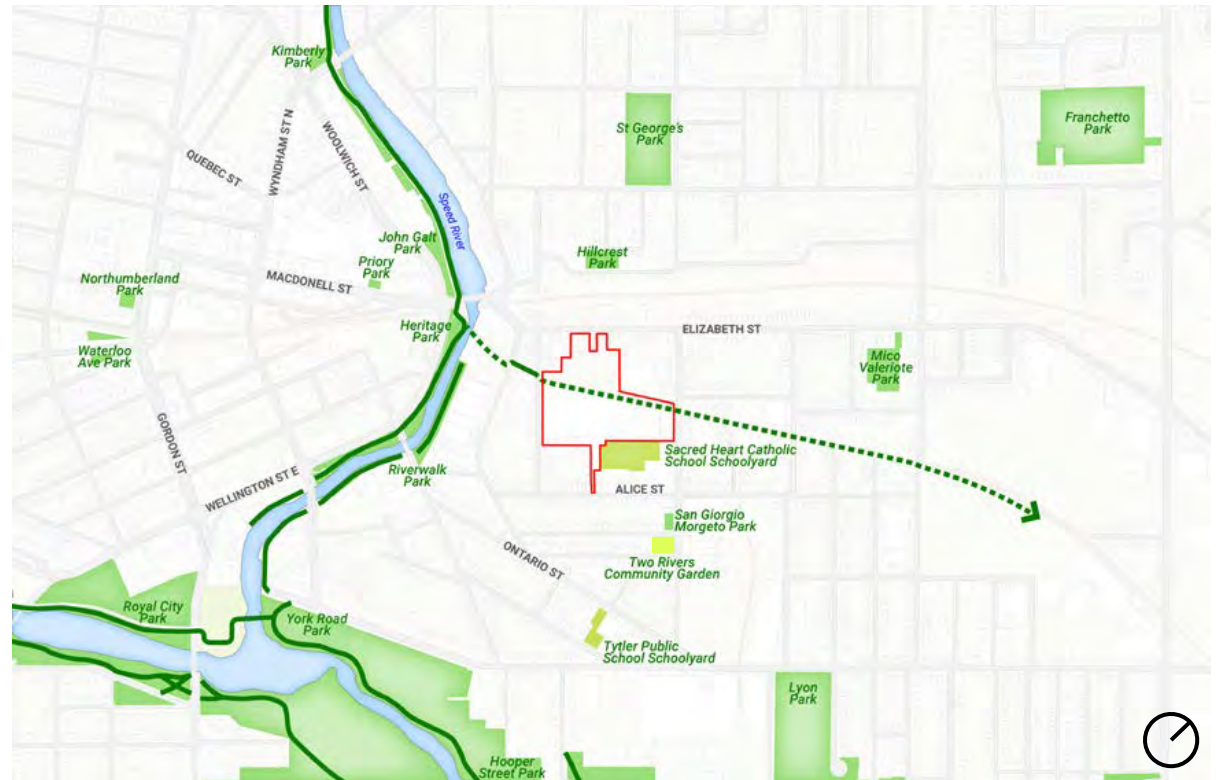 Kimberly
Park
St George's
Park
Franchetto
Park
QUEBEC ST
WYNDHAM ST N
WOOLWICH ST
Speed River
John Galt
Park
Priory
Park
Hillcrest
Park
Northumberland
Park
MACDONELL ST
Heritage
Park
ELIZABETH ST
Waterloo
Ave Park
Mico
Valeriote
Park
GORDON ST
Riverwalk
Park
WELLINGTON ST E
Sacred Heart Catholic
School Schoolyard
ALICE ST
San Giorgio
Morgeto Park
ONTARIO ST
Two Rivers
Community Garden
Royal City
Park
York Road
Park
Tytler Public
School Schoolyard
Lyon
Park
Hooper
Street Park